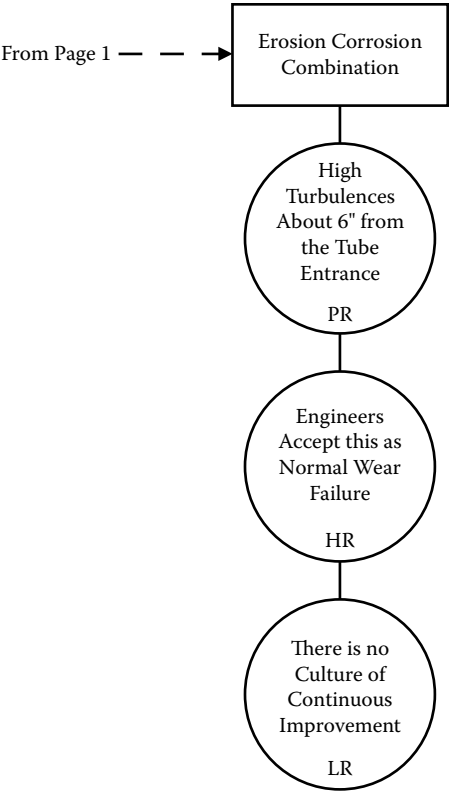 From Page 1
Erosion Corrosion
Combination
High
Turbulences
About 6" from
the Tube
Entrance
PR
Engineers
Accept this as
Normal Wear
Failure
HR
There is no
Culture of
Continuous
Improvement
LR